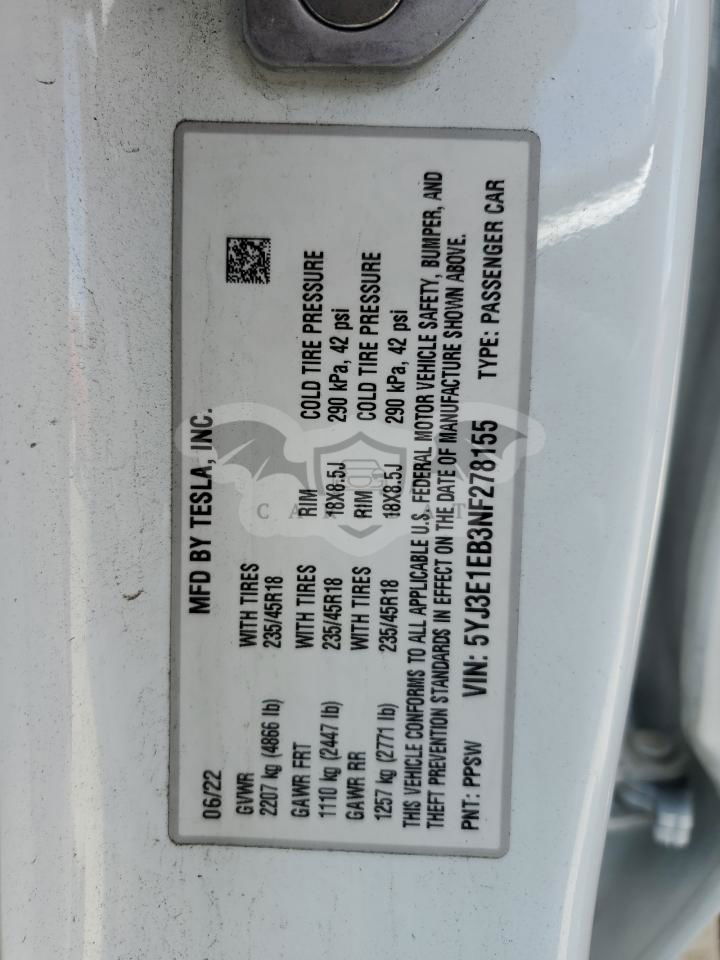 MFD BY TESLA, INC.
06/22
GVWR WITH TIRES
2207 kg (4866 lb) 235/45R18
GAWR FRT WITH TIRES RIM COLD TIRE PRESSURE
1110 kg (2447 lb) 235/45R18 18X8.5J 290 kPa, 42 psi
GAWR RR WITH TIRES RIM COLD TIRE PRESSURE
1257 kg (2771 lb) 235/45R18 18X8.5J 290 kPa, 42 psi
THIS VEHICLE CONFORMS TO ALL APPLICABLE U.S. FEDERAL MOTOR VEHICLE SAFETY, BUMPER, AND
THEFT PREVENTION STANDARDS IN EFFECT ON THE DATE OF MANUFACTURE SHOWN ABOVE.
PNT: PPSW VIN: 5YJ3E1EB3NF278155 TYPE: PASSENGER CAR